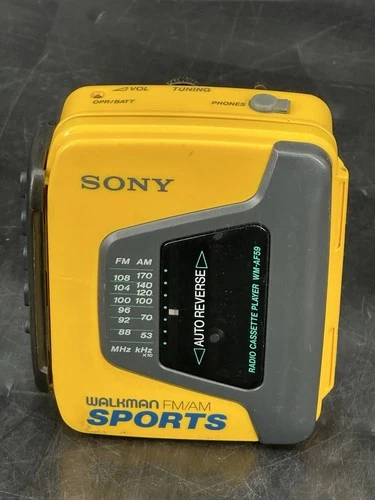 VOL TUNING
OPR/BATT PHONES
SONY
FM AM
108 170
104 140
120
100 100
96
92 70
88 53
MHz kHz
X10
AUTO REVERSE
RADIO CASSETTE PLAYER WM-AF59
WALKMAN FM/AM
SPORTS